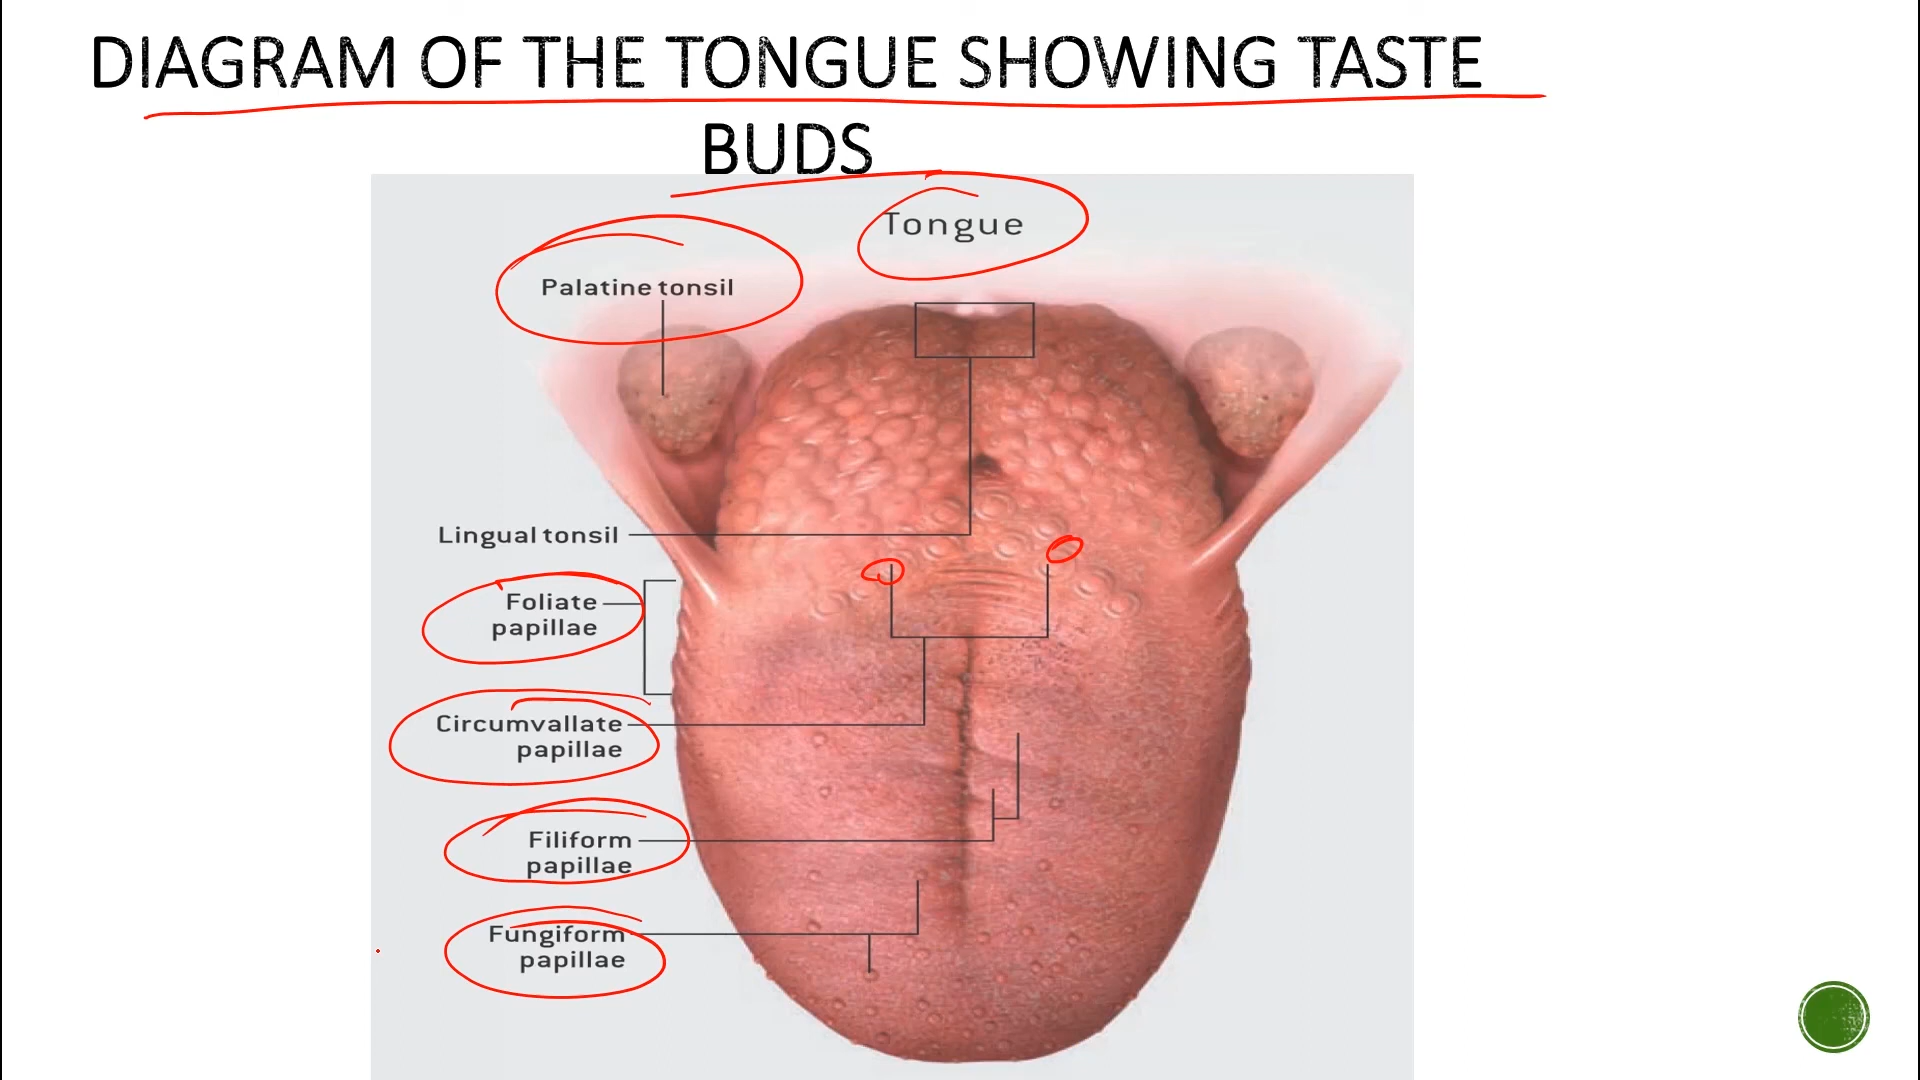 DIAGRAM OF THE TONGUE SHOWING TASTE
BUDS
Tongue
Palatine tonsil
Lingual tonsil
Foliate
papillae
Circumvallate
papillae
Filiform
papillae
Fungiform
papillae